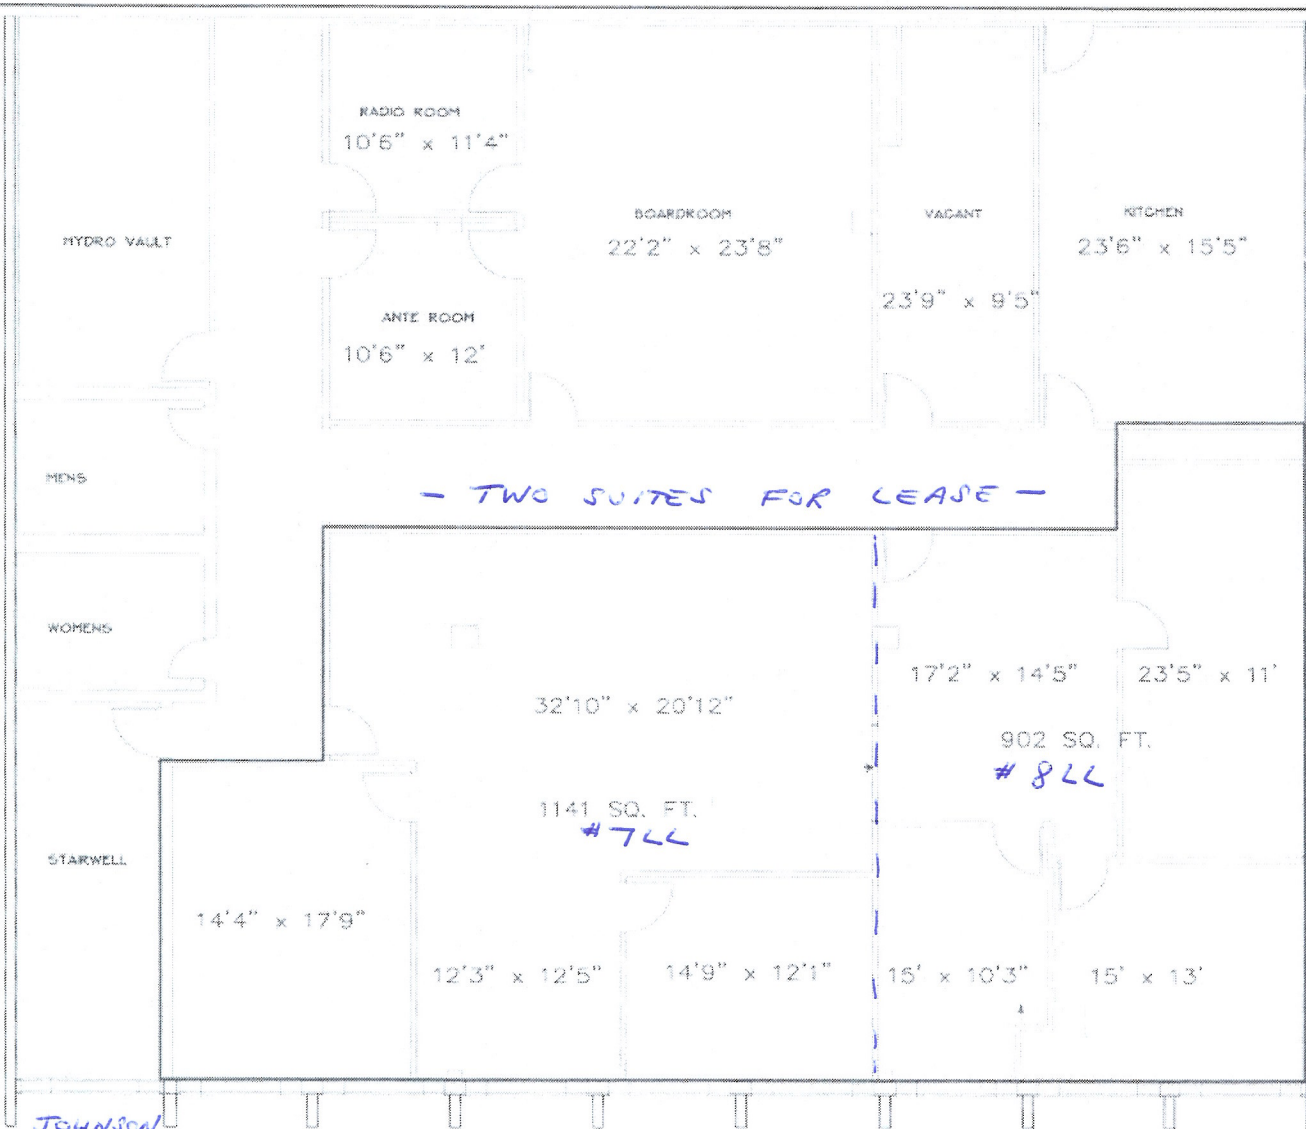 RADIO ROOM
10'6" x 11'4"
HYDRO VAULT
BOARDROOM
22'2" x 23'8"
VACANT
23'9" x 9'5"
KITCHEN
23'6" x 15'5"
ANTE ROOM
10'6" x 12'
MENS
- TWO SUITES FOR LEASE -
WOMENS
32'10" x 20'12"
17'2" x 14'5"
23'5" x 11'
902 SQ. FT.
# 8LL
1141 SQ. FT.
# 7LL
STAIRWELL
14'4" x 17'9"
12'3" x 12'5"
14'9" x 12'1"
15' x 10'3"
15' x 13'
JOHNSON